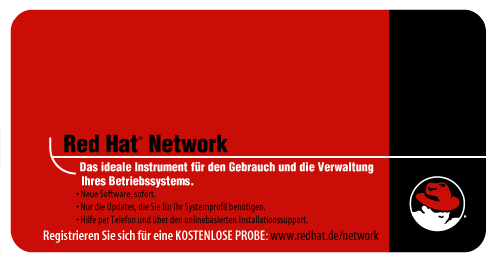 Red Hat® Network
Das ideale Instrument für den Gebrauch und die Verwaltung
Ihres Betriebssystems.
• Neue Software, sofort.
• Nur die Updates, die Sie für Ihr Systemprofil benötigen.
• Hilfe per Telefon und über den onlinebasierten Installationssupport.
Registrieren Sie sich für eine KOSTENLOSE PROBE: www.redhat.de/network